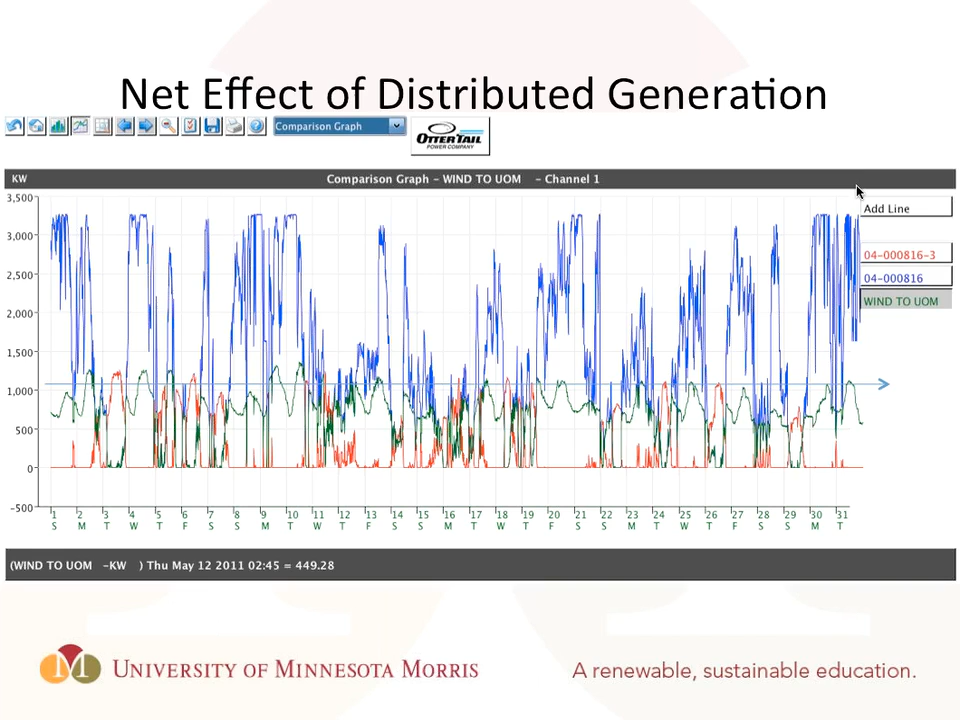 Net Effect of Distributed Generation
Comparison Graph
OTTERTAIL
POWER COMPANY
KW
Comparison Graph - WIND TO UOM - Channel 1
3,500
3,000
2,500
2,000
1,500
1,000
500
0
-500
Add Line
04-000816-3
04-000816
WIND TO UOM
1 2 3 4 5 6 7 8 9 10 11 12 13 14 15 16 17 18 19 20 21 22 23 24 25 26 27 28 29 30 31
S M T W T F S S M T W T F S S M T W T F S S M T W T F S S M T
(WIND TO UOM -KW ) Thu May 12 2011 02:45 = 449.28
M
UNIVERSITY OF MINNESOTA MORRIS
A renewable, sustainable education.